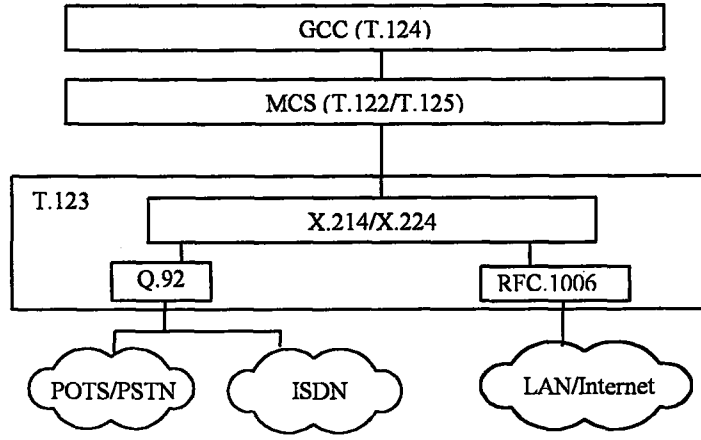 GCC (T.124)
MCS (T.122/T.125)
T.123
X.214/X.224
Q.92
RFC.1006
POTS/PSTN
ISDN
LAN/Internet